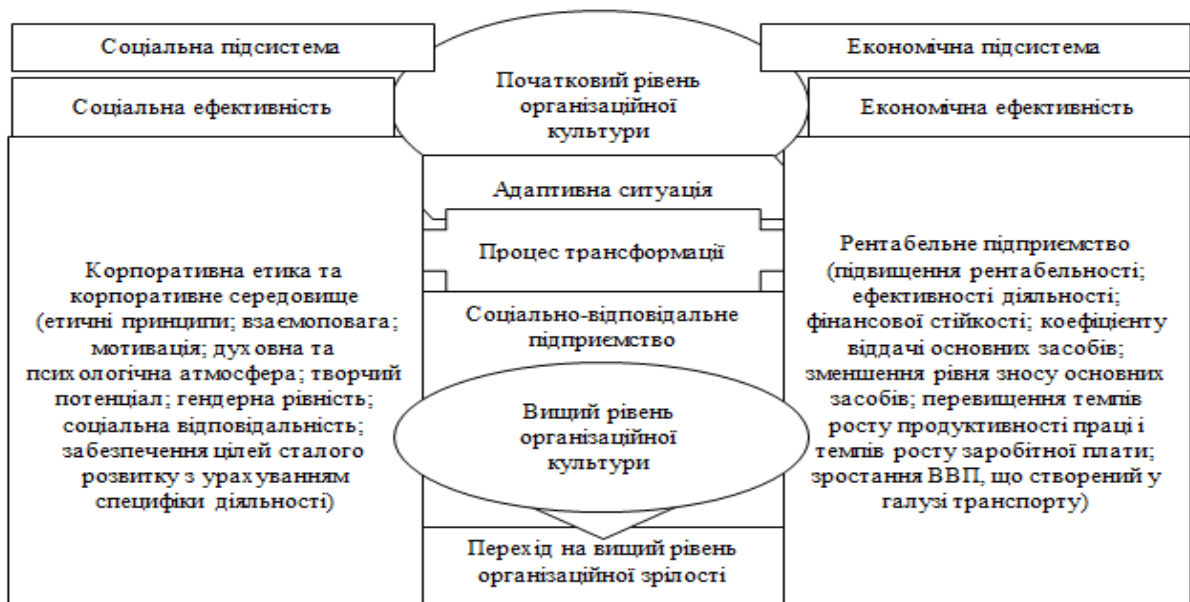 Соціальна підсистема
Економічна підсистема
Початковий рівень
організаційної
культури
Соціальна ефективність
Економічна ефективність
Адаптивна ситуація
Процес трансформації
Корпоративна етика та
корпоративне середовище
(етичні принципи; взаємоповага;
мотивація; духовна та
психологічна атмосфера; творчий
потенціал; гендерна рівність;
соціальна відповідальність;
забезпечення цілей сталого
розвитку з урахуванням
специфіки діяльності)
Соціально-відповідальне
підприємство
Вищий рівень
організаційної
культури
Перехід на вищий рівень
організаційної зрілості
Рентабельне підприємство
(підвищення рентабельності;
ефективності діяльності;
фінансової стійкості; коефіцієнту
віддачі основних засобів;
зменшення рівня зносу основних
засобів; перевищення темпів
росту продуктивності праці і
темпів росту заробітної плати;
зростання ВВП, що створений у
галузі транспорту)